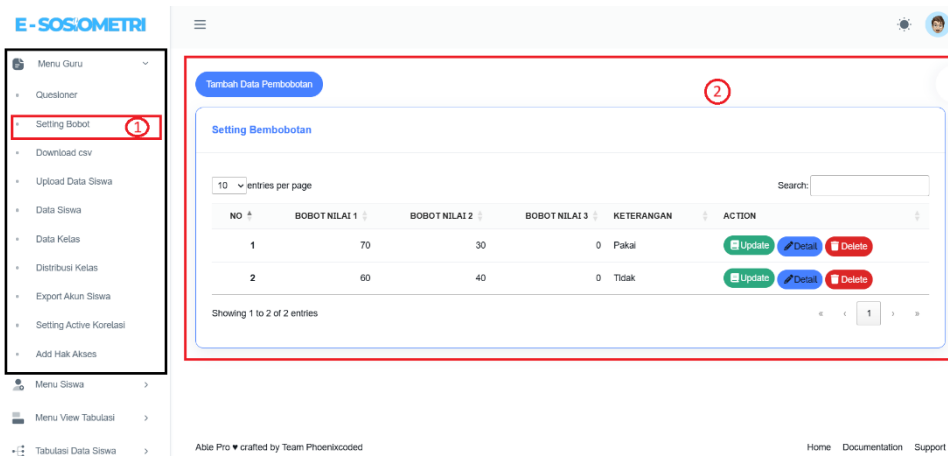 E - SOSIOMETRI
Menu Guru
Quesioner
Setting Bobot
1
Download csv
Upload Data Siswa
Data Siswa
Data Kelas
Distribusi Kelas
Export Akun Siswa
Setting Active Korelasi
Add Hak Akses
Menu Siswa
Menu View Tabulasi
Tabulasi Data Siswa
Tambah Data Pembobotan
2
Setting Bembobotan
10 entries per page
Search:
NO BOBOT NILAI 1 BOBOT NILAI 2 BOBOT NILAI 3 KETERANGAN ACTION
1 70 30 0 Pakai Update Detail Delete
2 60 40 0 Tidak Update Detail Delete
Showing 1 to 2 of 2 entries
« ‹ 1 › »
Able Pro ♥ crafted by Team Phoenixcoded
Home Documentation Support